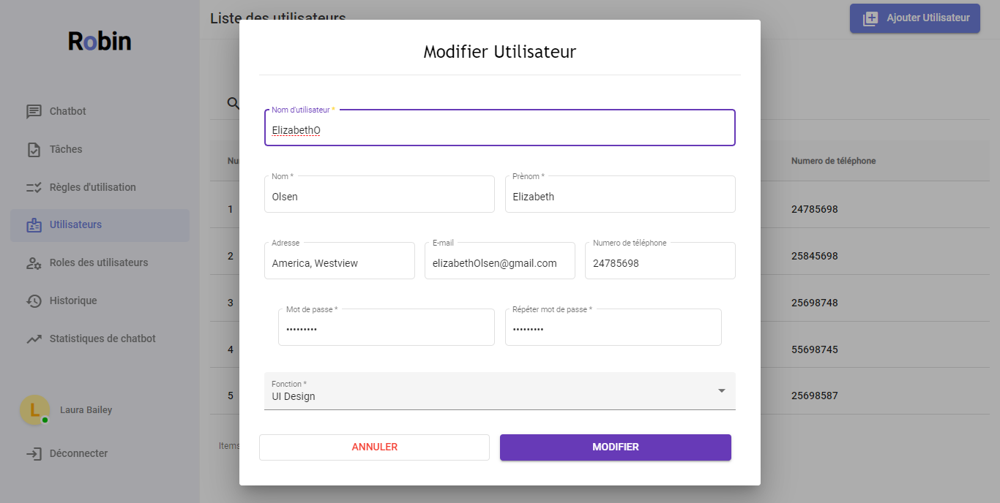 Robin
Chatbot
Tâches
Règles d'utilisation
Utilisateurs
Roles des utilisateurs
Historique
Statistiques de chatbot
L
Laura Bailey
Déconnecter
Liste des utilisateurs
Ajouter Utilisateur
Modifier Utilisateur
Nom d'utilisateur *
ElizabethO
Nom *
Olsen
Prènom *
Elizabeth
Adresse
America, Westview
E-mail
elizabethOlsen@gmail.com
Numero de téléphone
24785698
Mot de passe *
•••••••••
Répéter mot de passe *
•••••••••
Fonction *
UI Design
ANNULER
MODIFIER
Nu
Numero de téléphone
1
24785698
2
25845698
3
25698748
4
55698745
5
25698587
Items